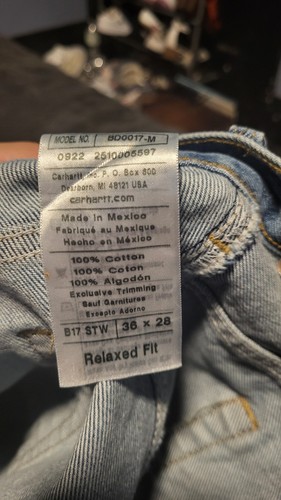 MODEL NO. BD0017-M
0922 2510005597
Carhartt, Inc. P. O. Box 600
Dearborn, MI 48121 USA
carhartt.com
Made in Mexico
Fabriqué au Mexique
Hecho en México
100% Cotton
100% Coton
100% Algodón
Exclusive Trimming
Sauf Garnitures
Excepto Adorno
B17 STW 36 x 28
Relaxed Fit